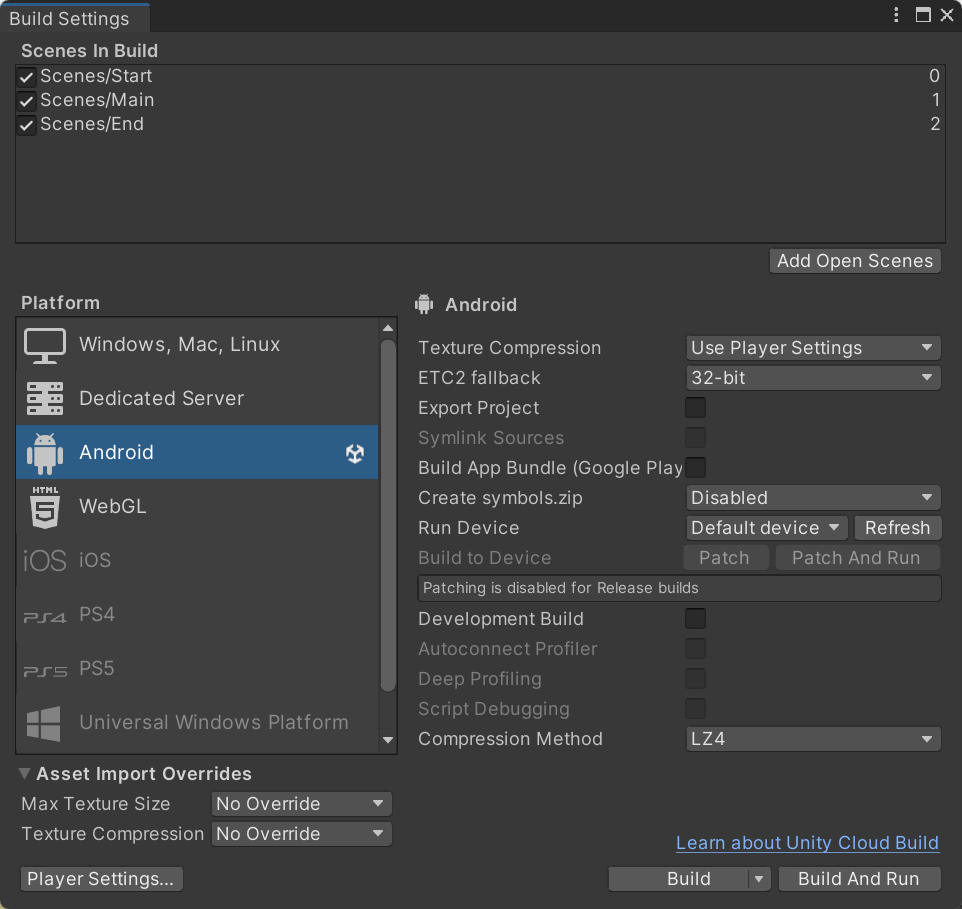 Build Settings
Scenes In Build
Scenes/Start 0
Scenes/Main 1
Scenes/End 2
Add Open Scenes
Platform
Windows, Mac, Linux
Dedicated Server
Android
HTML 5 WebGL
iOS iOS
PS4 PS4
PS5 PS5
Universal Windows Platform
Android
Texture Compression Use Player Settings
ETC2 fallback 32-bit
Export Project
Symlink Sources
Build App Bundle (Google Play
Create symbols.zip Disabled
Run Device Default device Refresh
Build to Device Patch Patch And Run
Patching is disabled for Release builds
Development Build
Autoconnect Profiler
Deep Profiling
Script Debugging
Compression Method LZ4
Asset Import Overrides
Max Texture Size No Override
Texture Compression No Override
Learn about Unity Cloud Build
Player Settings... Build Build And Run